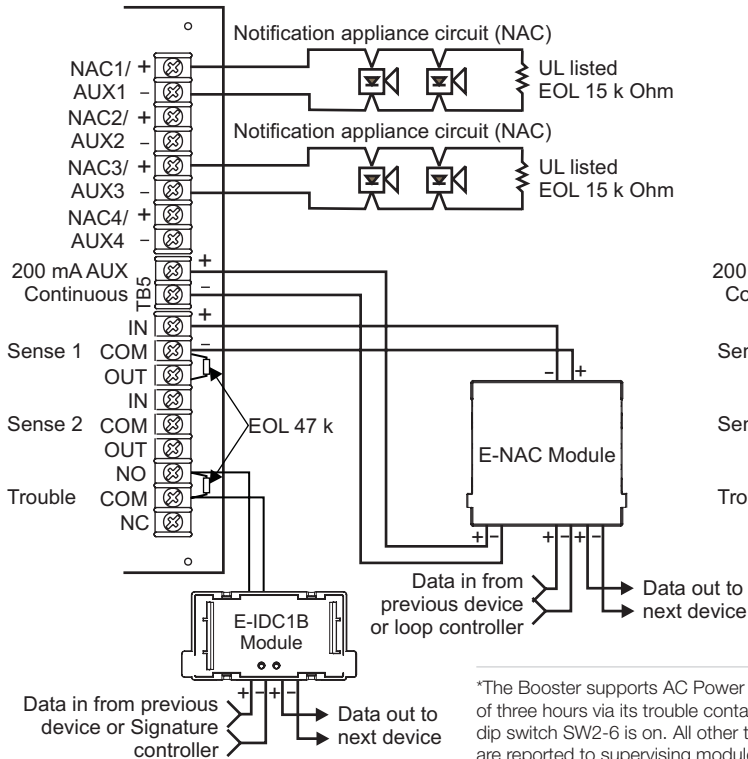 Notification appliance circuit (NAC)
NAC1/ +
AUX1 –
UL listed
EOL 15 k Ohm
NAC2/ +
AUX2 –
Notification appliance circuit (NAC)
NAC3/ +
AUX3 –
UL listed
EOL 15 k Ohm
NAC4/ +
AUX4 –
200 mA AUX +
Continuous –
TB5
IN +
Sense 1 COM –
OUT
IN
Sense 2 COM
OUT
EOL 47 k
NO
Trouble COM
NC
– +
E-NAC Module
+ – + – + –
Data in from
previous device
or loop controller
Data out to
next device
E-IDC1B
Module
+ – + –
Data in from previous
device or Signature
controller
Data out to
next device
200
Co
Sen
Sen
Tro
*The Booster supports AC Power
of three hours via its trouble conta
dip switch SW2-6 is on. All other t
are reported to supervising module